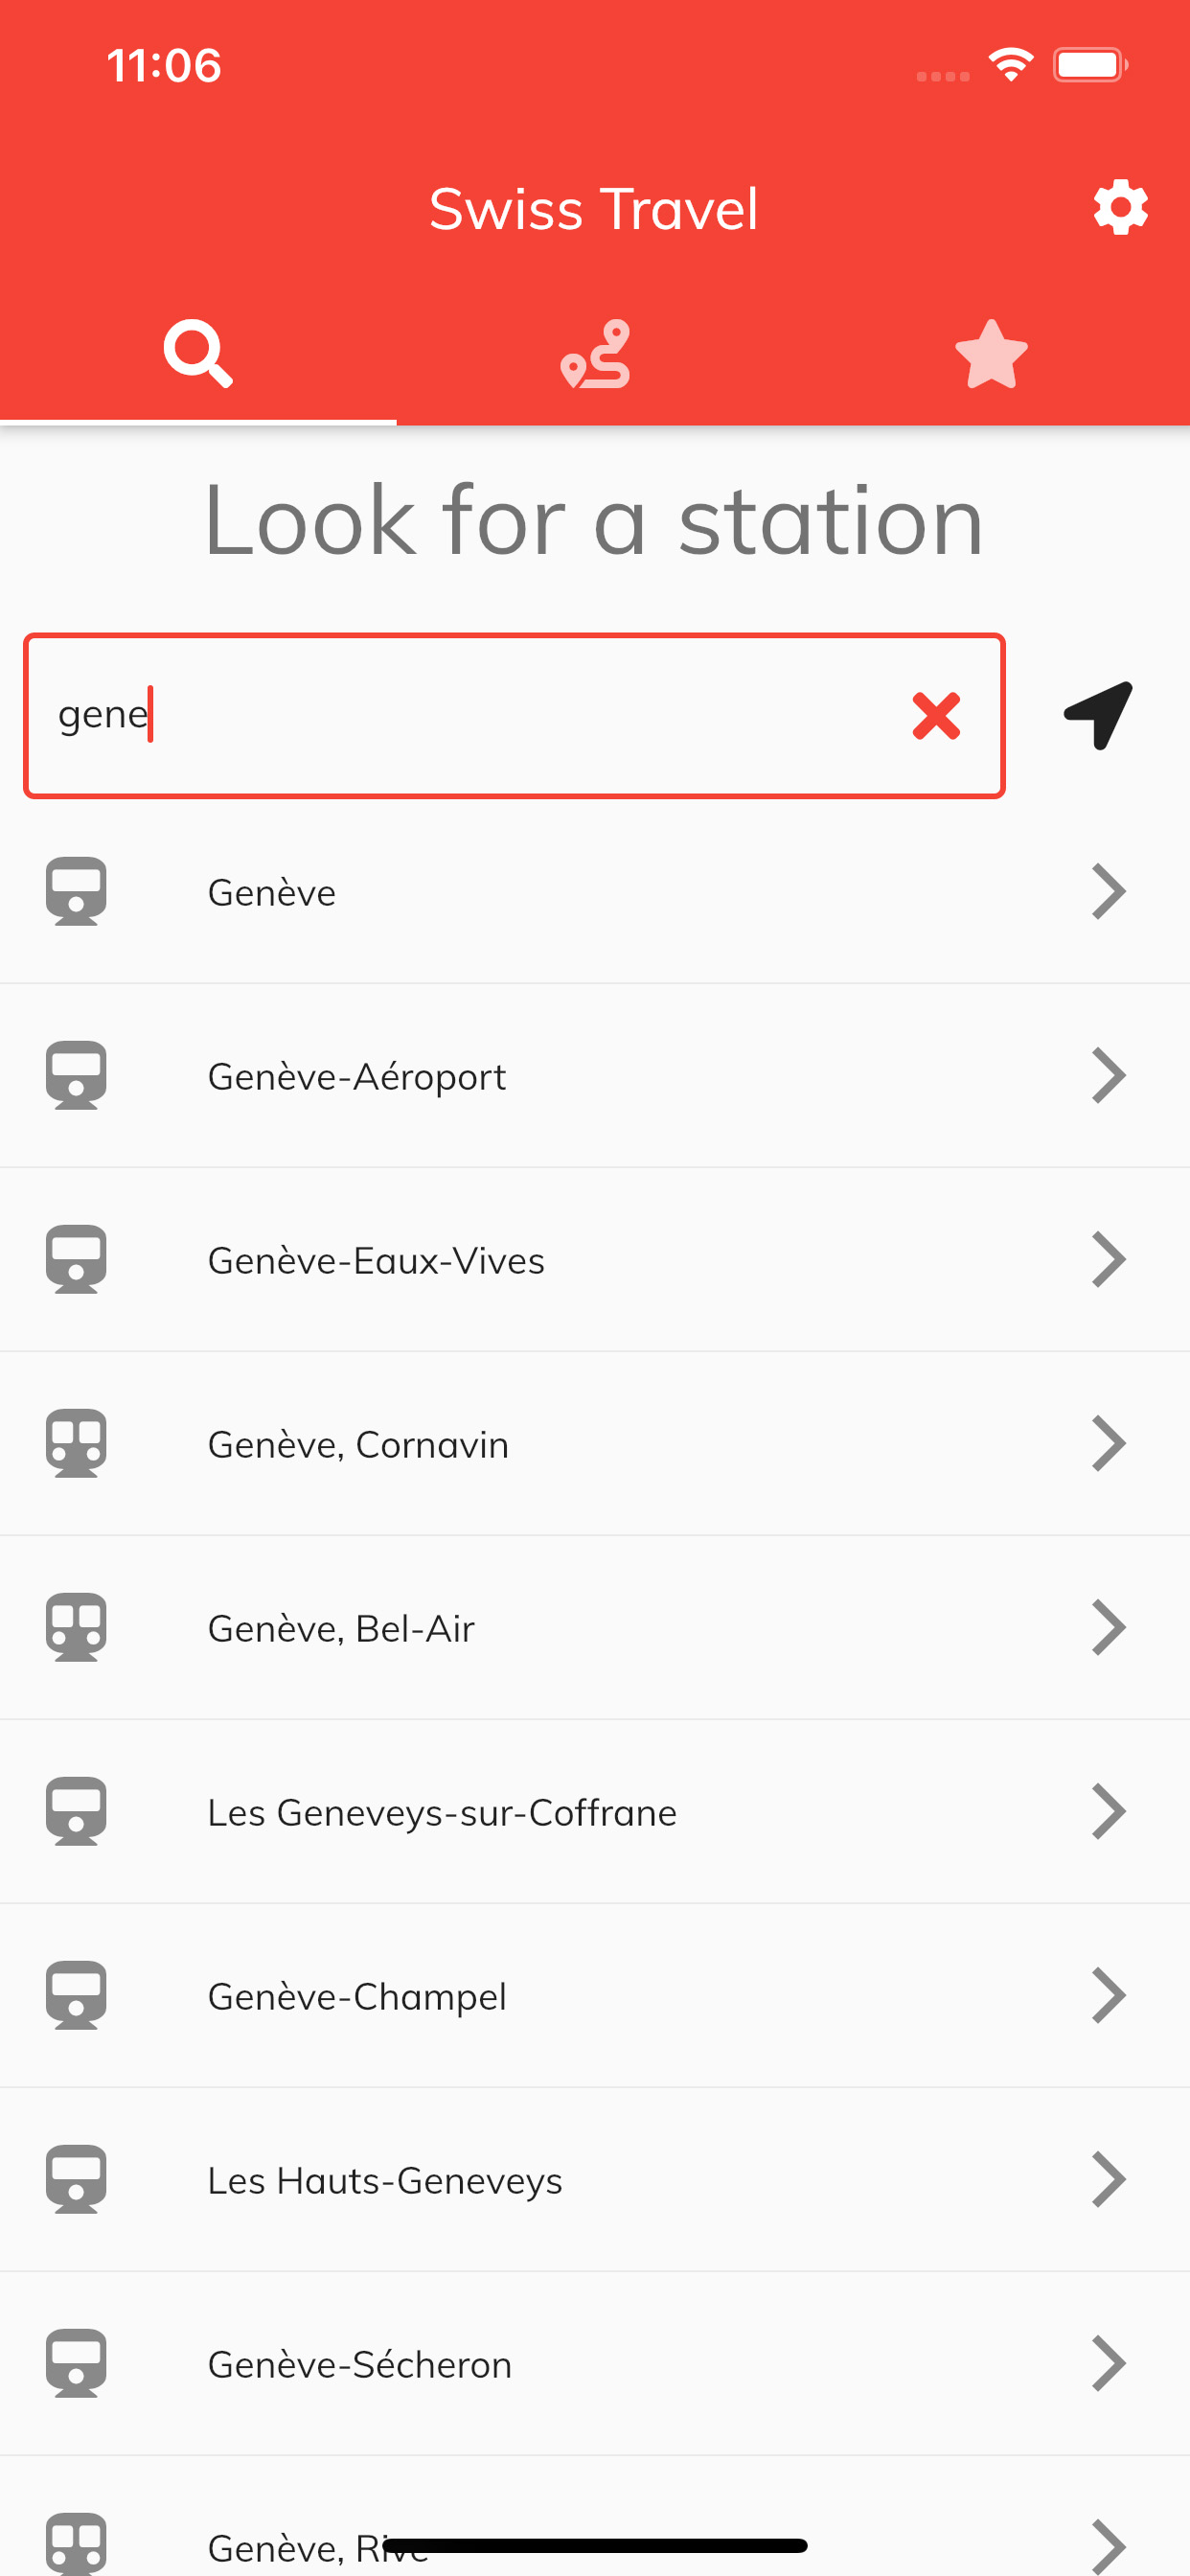 11:06
Swiss Travel
Look for a station
gene
Genève
Genève-Aéroport
Genève-Eaux-Vives
Genève, Cornavin
Genève, Bel-Air
Les Geneveys-sur-Coffrane
Genève-Champel
Les Hauts-Geneveys
Genève-Sécheron
Genève, Rive